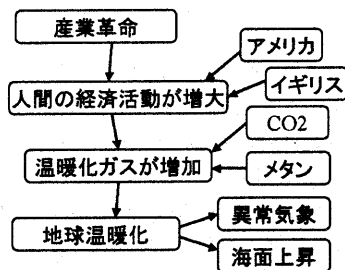 産業革命
アメリカ
人間の経済活動が増大
イギリス
CO2
温暖化ガスが増加
メタン
異常気象
地球温暖化
海面上昇